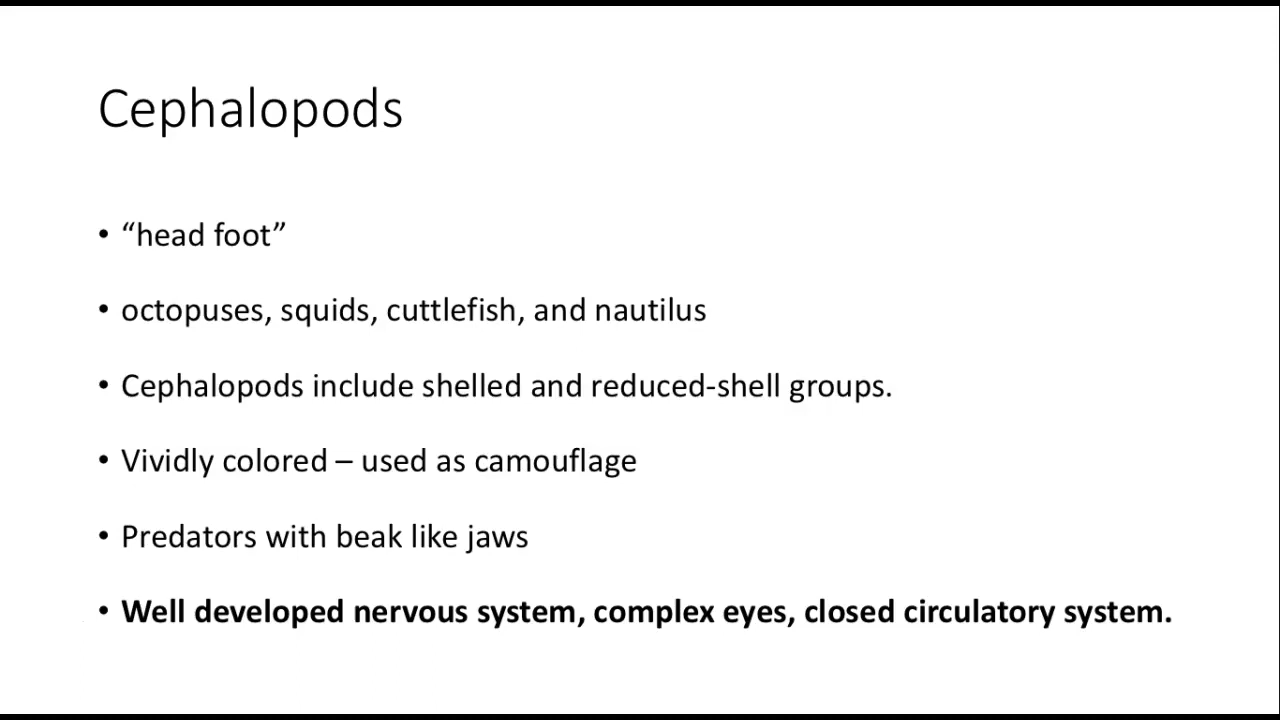 Cephalopods
• “head foot”
• octopuses, squids, cuttlefish, and nautilus
• Cephalopods include shelled and reduced-shell groups.
• Vividly colored – used as camouflage
• Predators with beak like jaws
• Well developed nervous system, complex eyes, closed circulatory system.